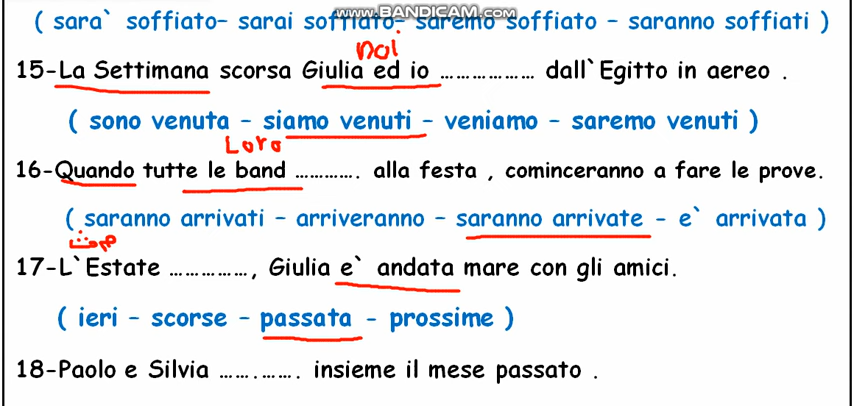 ( sara` soffiato- sarai soffiato- saremo soffiato - saranno soffiati )
www.BANDICAM.com
noi
15-La Settimana scorsa Giulia ed io ................ dall`Egitto in aereo .
( sono venuta - siamo venuti - veniamo - saremo venuti )
Loro
16-Quando tutte le band ............. alla festa , cominceranno a fare le prove.
( saranno arrivati - arriveranno - saranno arrivate - e` arrivata )
17-L`Estate ..............., Giulia e` andata mare con gli amici.
( ieri - scorse - passata - prossime )
18-Paolo e Silvia ....... ....... insieme il mese passato .